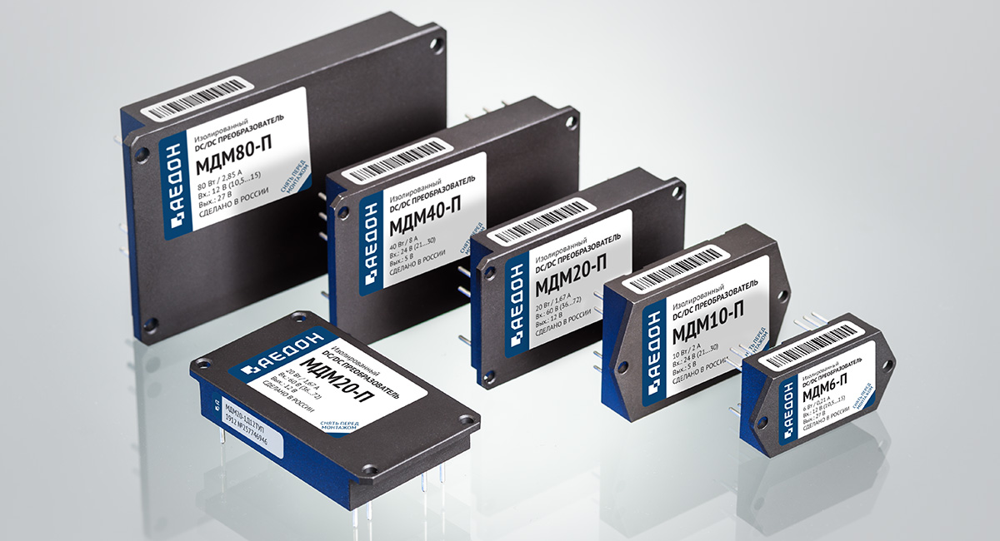 АЕДОН
Изолированный
DC/DC ПРЕОБРАЗОВАТЕЛЬ
МДМ80-П
80 Вт / 2,85 А
Вх.: 12 В (10,5...15)
Вых.: 27 В
СДЕЛАНО В РОССИИ
СНЯТЬ ПЕРЕД
МОНТАЖОМ
АЕДОН
Изолированный
DC/DC ПРЕОБРАЗОВАТЕЛЬ
МДМ40-П
40 Вт / 8 А
Вх.: 24 В (21...30)
Вых.: 5 В
СДЕЛАНО В РОССИИ
СНЯТЬ ПЕРЕД
МОНТАЖОМ
АЕДОН
Изолированный
DC/DC ПРЕОБРАЗОВАТЕЛЬ
МДМ20-П
20 Вт / 1,67 А
Вх.: 60 В (36...72)
Вых.: 12 В
СДЕЛАНО В РОССИИ
АЕДОН
Изолированный
DC/DC ПРЕОБРАЗОВАТЕЛЬ
МДМ10-П
10 Вт / 2 А
Вх.: 24 В (21...30)
Вых.: 5 В
СДЕЛАНО В РОССИИ
СНЯТЬ ПЕРЕД
МОНТАЖОМ
АЕДОН
Изолированный
DC/DC ПРЕОБРАЗОВАТЕЛЬ
МДМ6-П
6 Вт / 0,21 А
Вх.: 12 В (10,5...15)
Вых.: 27 В
СДЕЛАНО В РОССИИ
СНЯТЬ ПЕРЕД
МОНТАЖОМ
АЕДОН
Изолированный
DC/DC ПРЕОБРАЗОВАТЕЛЬ
МДМ20-П
20 Вт / 1,67 А
Вх.: 60 В (36...72)
Вых.: 12 В
СДЕЛАНО В РОССИИ
СНЯТЬ ПЕРЕД
МОНТАЖОМ
МДМ20-1Д12ТУП
1912 №257746946